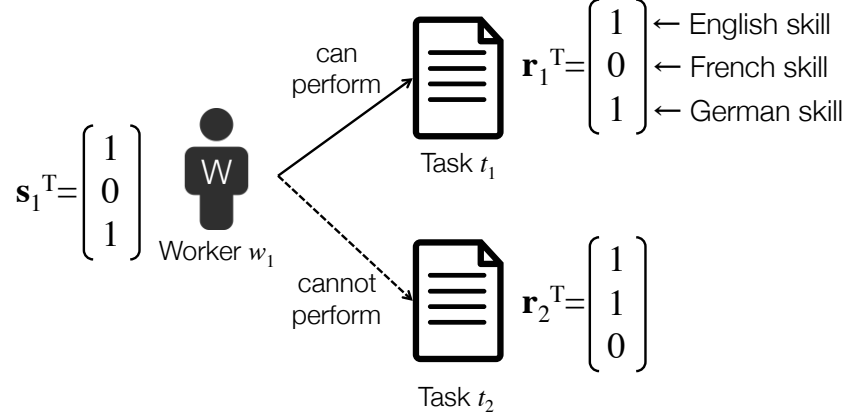 s₁ᵀ=
1
0
1
W
Worker w₁
can
perform
cannot
perform
Task t₁
r₁ᵀ=
1 ← English skill
0 ← French skill
1 ← German skill
Task t₂
r₂ᵀ=
1
1
0